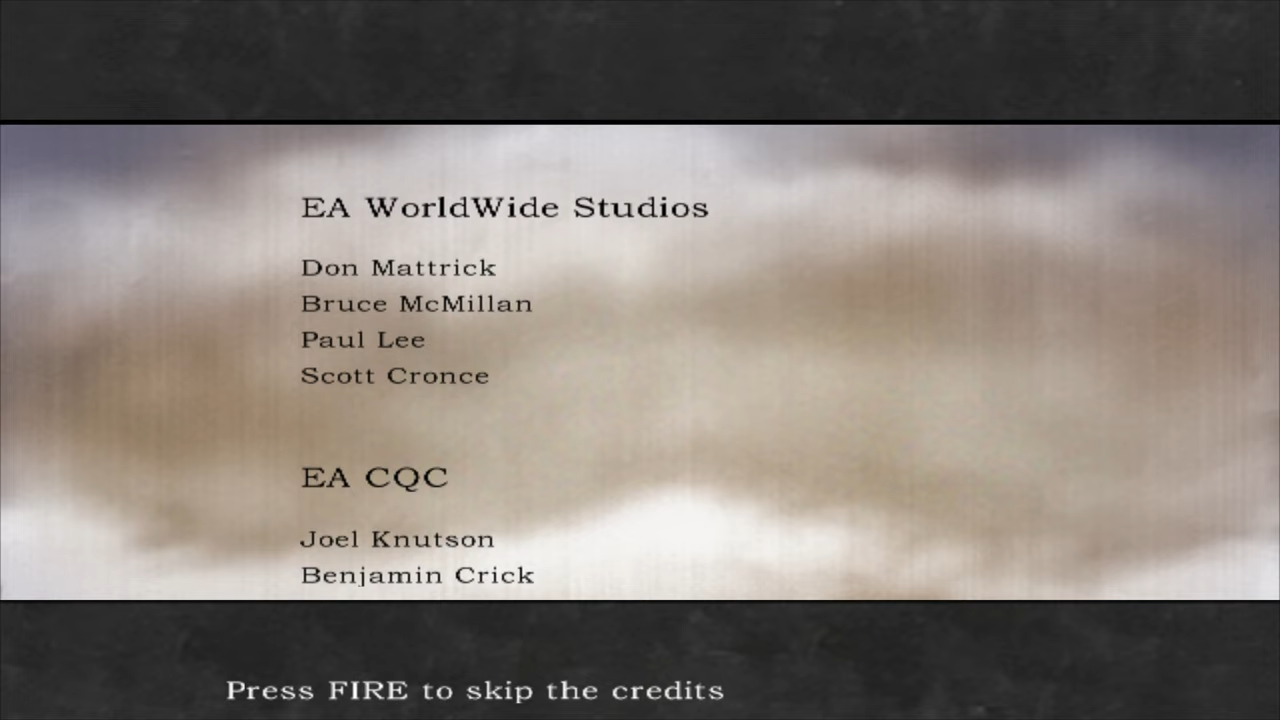 EA WorldWide Studios
Don Mattrick
Bruce McMillan
Paul Lee
Scott Cronce
EA CQC
Joel Knutson
Benjamin Crick
Press FIRE to skip the credits